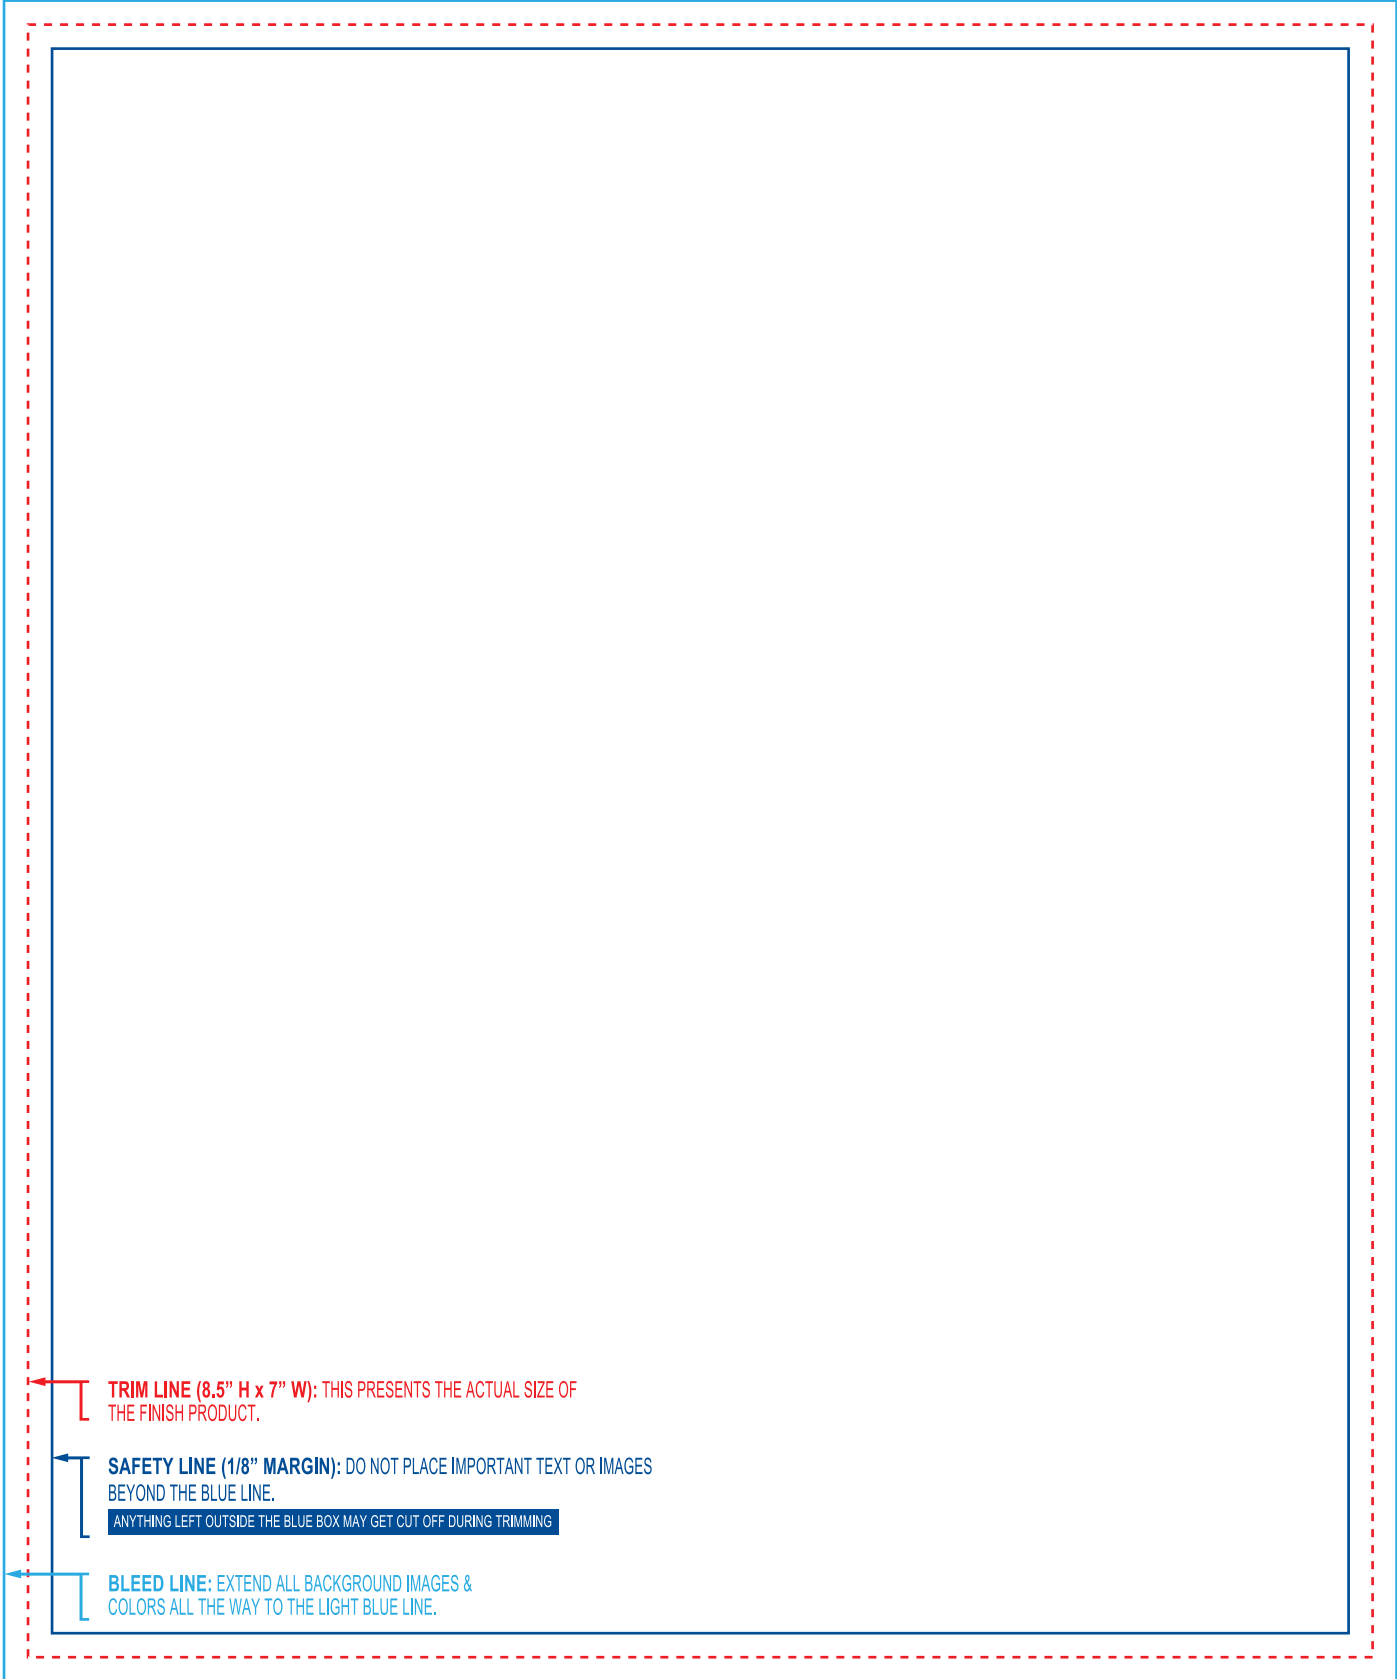 TRIM LINE (8.5” H x 7” W): THIS PRESENTS THE ACTUAL SIZE OF
THE FINISH PRODUCT.
SAFETY LINE (1/8” MARGIN): DO NOT PLACE IMPORTANT TEXT OR IMAGES
BEYOND THE BLUE LINE.
ANYTHING LEFT OUTSIDE THE BLUE BOX MAY GET CUT OFF DURING TRIMMING
BLEED LINE: EXTEND ALL BACKGROUND IMAGES &
COLORS ALL THE WAY TO THE LIGHT BLUE LINE.